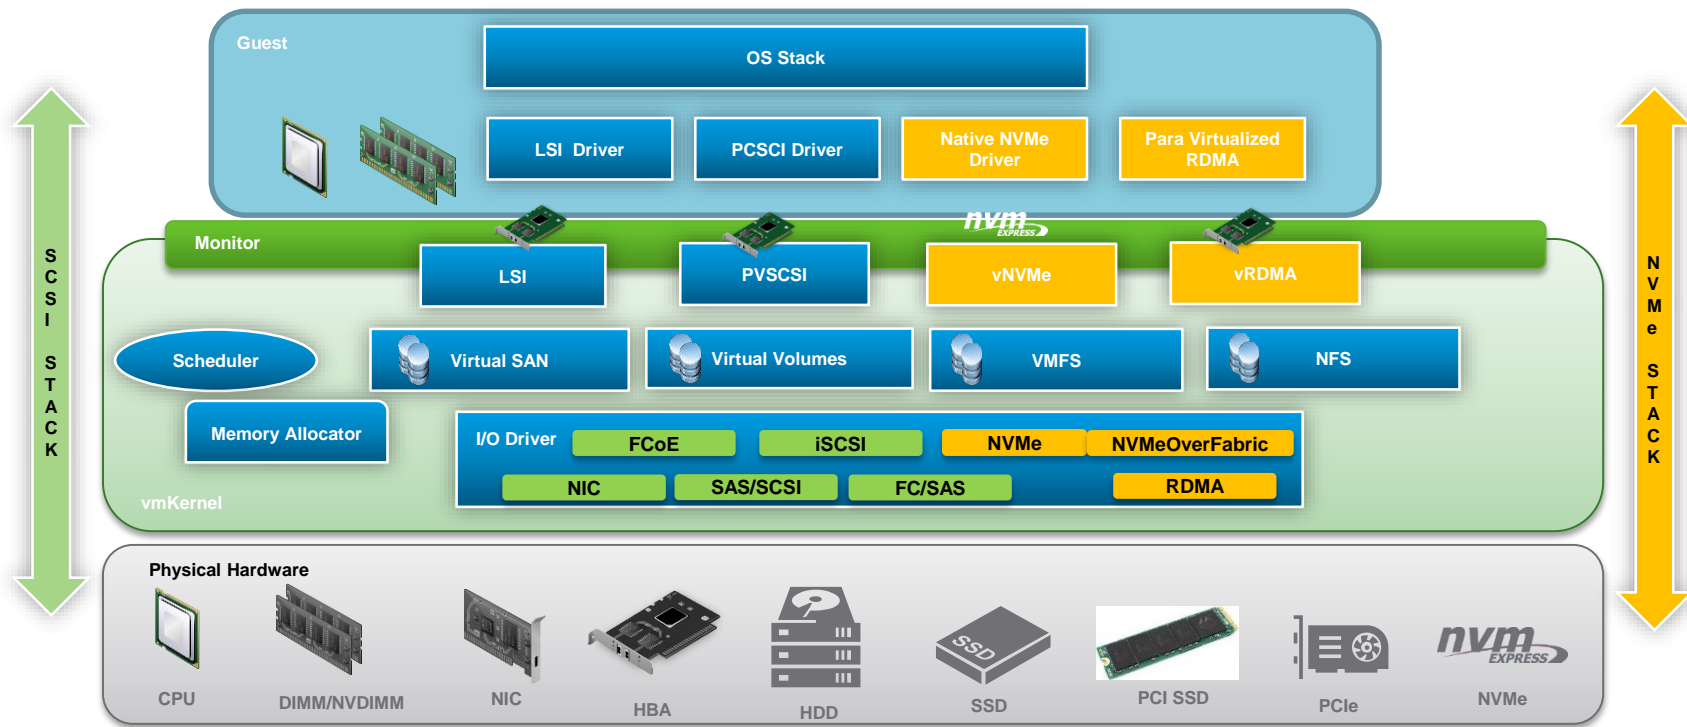 Guest
OS Stack
LSI Driver
PCSCI Driver
Native NVMe
Driver
Para Virtualized
RDMA
Monitor
nvm
EXPRESS
LSI
PVSCSI
vNVMe
vRDMA
SCSI STACK
NVMe STACK
Scheduler
Virtual SAN
Virtual Volumes
VMFS
NFS
Memory Allocator
I/O Driver
FCoE
iSCSI
NVMe
NVMeOverFabric
NIC
SAS/SCSI
FC/SAS
RDMA
vmKernel
Physical Hardware
SSD
nvm
EXPRESS
CPU
DIMM/NVDIMM
NIC
HBA
HDD
SSD
PCI SSD
PCIe
NVMe